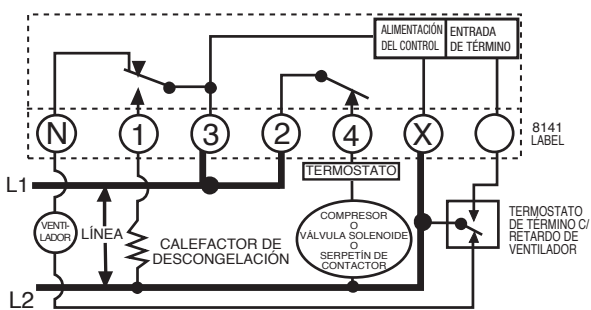 ALIMENTACIÓN
DEL CONTROL
ENTRADA
DE TÉRMINO
N
1
3
2
4
X
8141
LABEL
L1
TERMOSTATO
VENTI-
LADOR
LÍNEA
CALEFACTOR DE
DESCONGELACIÓN
COMPRESOR
O
VÁLVULA SOLENOIDE
O
SERPETÍN DE
CONTACTOR
TERMOSTATO
DE TÉRMINO C/
RETARDO DE
VENTILADOR
L2